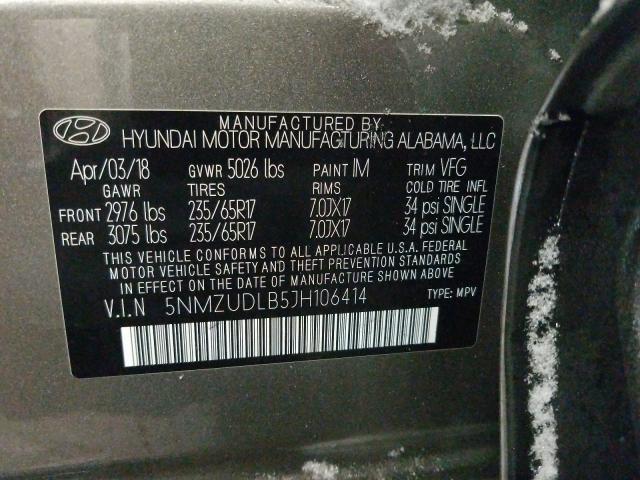 MANUFACTURED BY:
HYUNDAI MOTOR MANUFACTURING ALABAMA, LLC
Apr/03/18 GVWR 5026 lbs PAINT IM TRIM VFG
GAWR TIRES RIMS COLD TIRE INFL
FRONT 2976 lbs 235/65R17 7.0JX17 34 psi SINGLE
REAR 3075 lbs 235/65R17 7.0JX17 34 psi SINGLE
THIS VEHICLE CONFORMS TO ALL APPLICABLE U.S.A. FEDERAL
MOTOR VEHICLE SAFETY AND THEFT PREVENTION STANDARDS
IN EFFECT ON THE DATE OF MANUFACTURE SHOWN ABOVE
V.I.N 5NMZUDLB5JH106414 TYPE: MPV